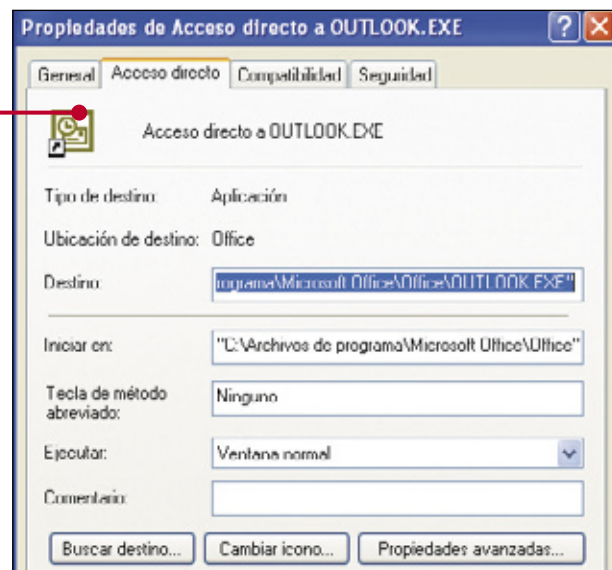 Propiedades de Acceso directo a OUTLOOK.EXE
General Acceso directo Compatibilidad Seguridad
Acceso directo a OUTLOOK.EXE
Tipo de destino: Aplicación
Ubicación de destino: Office
Destino: rograma\Microsoft Office\Office\OUTLOOK.EXE"
Iniciar en: "C:\Archivos de programa\Microsoft Office\Office"
Tecla de método abreviado: Ninguno
Ejecutar: Ventana normal
Comentario:
Buscar destino... Cambiar icono... Propiedades avanzadas...